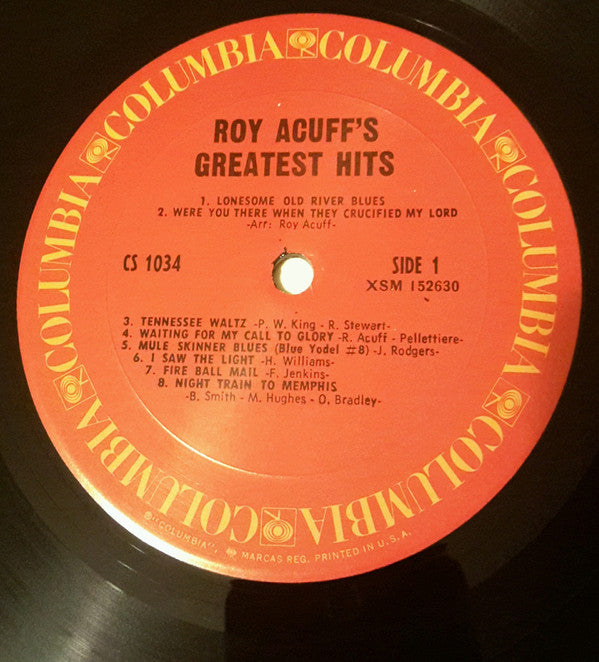 COLUMBIA COLUMBIA COLUMBIA COLUMBIA COLUMBIA COLUMBIA
ROY ACUFF'S
GREATEST HITS
1. LONESOME OLD RIVER BLUES
2. WERE YOU THERE WHEN THEY CRUCIFIED MY LORD
-Arr: Roy Acuff-
CS 1034
SIDE 1
XSM 152630
3. TENNESSEE WALTZ -P. W. King - R. Stewart-
4. WAITING FOR MY CALL TO GLORY -R. Acuff - Pellettiere-
5. MULE SKINNER BLUES (Blue Yodel #8) -J. Rodgers-
6. I SAW THE LIGHT -H. Williams-
7. FIRE BALL MAIL -F. Jenkins-
8. NIGHT TRAIN TO MEMPHIS
-B. Smith - M. Hughes - O. Bradley-
® "COLUMBIA", MARCAS REG. PRINTED IN U.S.A.